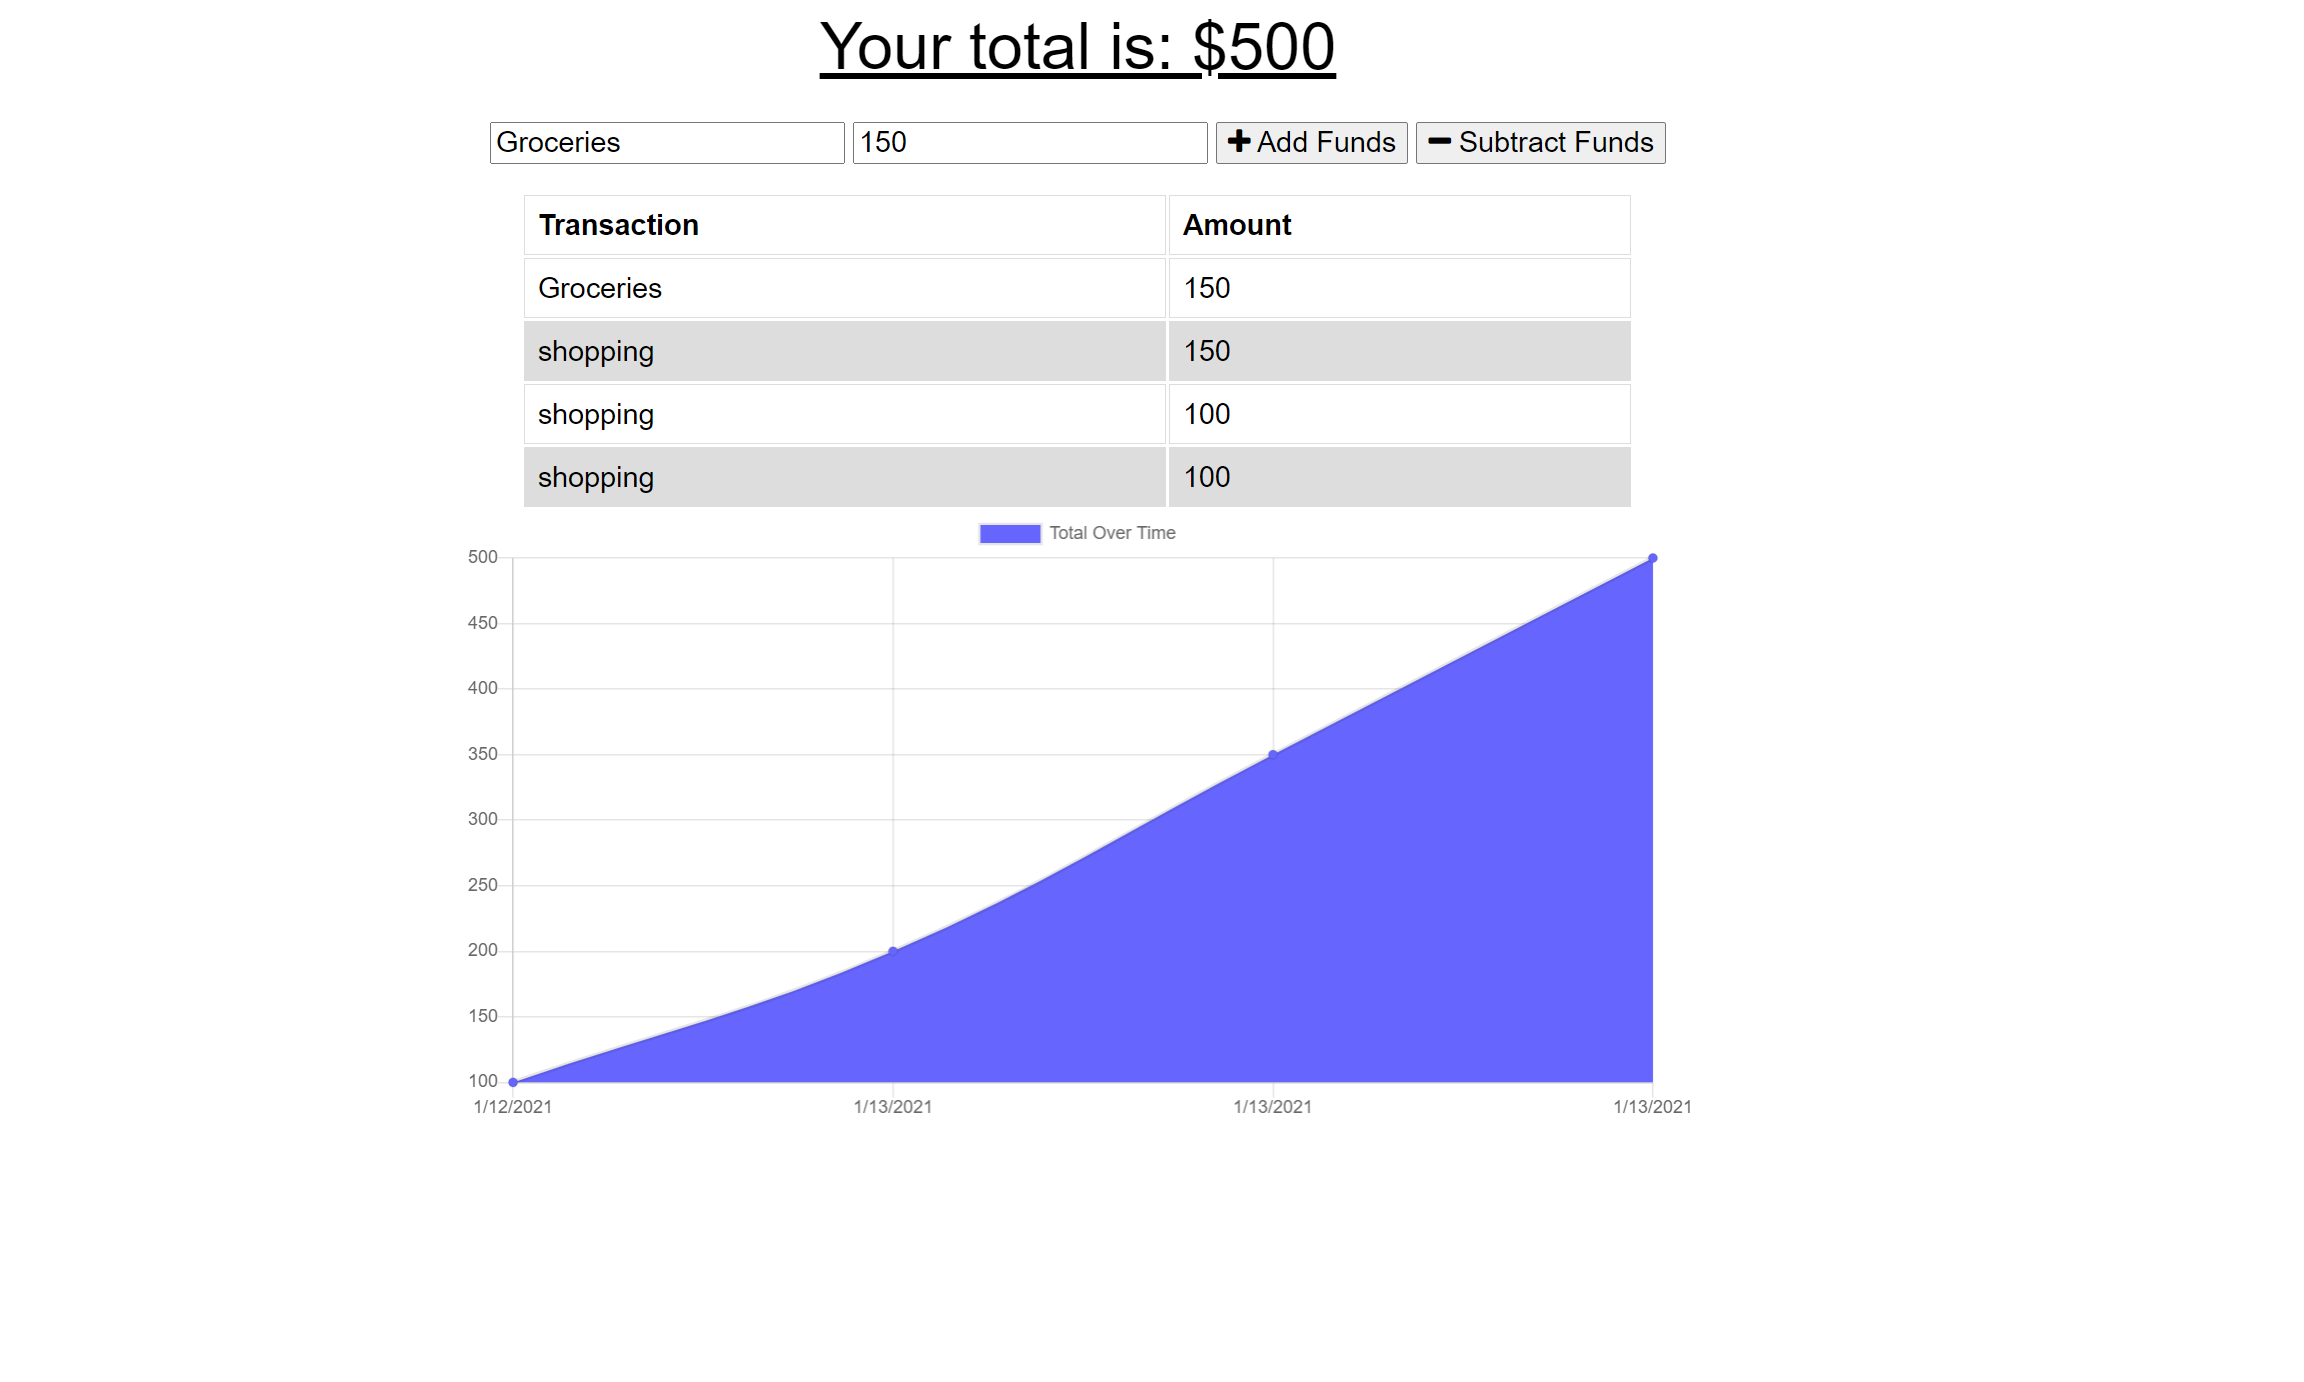 Your total is: $500
Groceries 150 Add Funds Subtract Funds
Transaction Amount
Groceries 150
shopping 150
shopping 100
shopping 100
Total Over Time
500
450
400
350
300
250
200
150
100
1/12/2021 1/13/2021 1/13/2021 1/13/2021